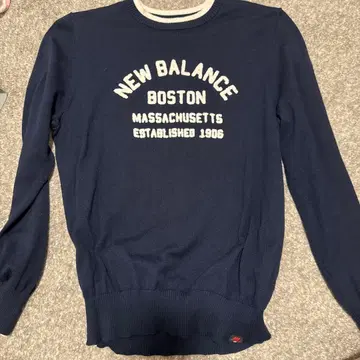 NEW BALANCE
BOSTON
MASSACHUSETTS
ESTABLISHED 1906